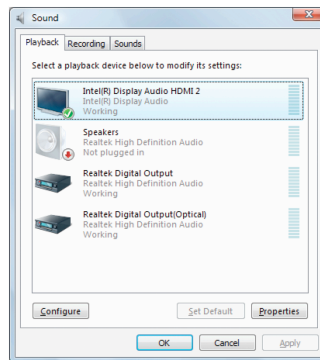 Sound
Playback
Recording
Sounds
Select a playback device below to modify its settings:
Intel(R) Display Audio HDMI 2
Intel(R) Display Audio
Working
Speakers
Realtek High Definition Audio
Not plugged in
Realtek Digital Output
Realtek High Definition Audio
Working
Realtek Digital Output(Optical)
Realtek High Definition Audio
Working
Configure
Set Default
Properties
OK
Cancel
Apply